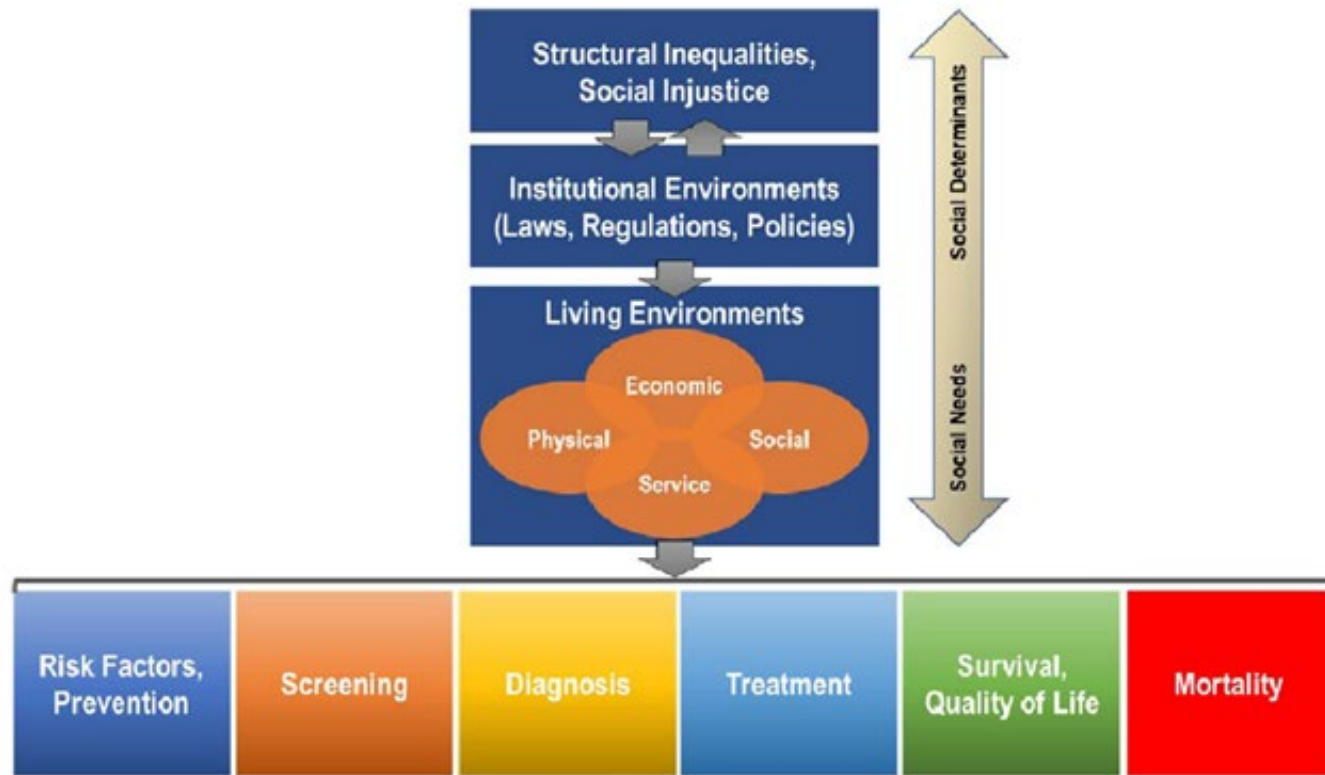 Structural Inequalities,
Social Injustice
Institutional Environments
(Laws, Regulations, Policies)
Living Environments
Economic
Physical
Social
Service
Social Determinants
Social Needs
Risk Factors,
Prevention
Screening
Diagnosis
Treatment
Survival,
Quality of Life
Mortality